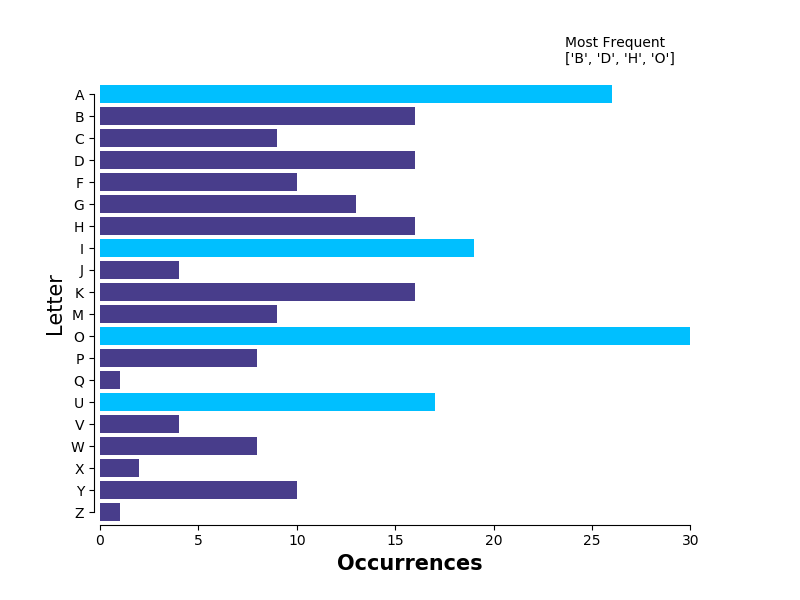 Most Frequent
['B', 'D', 'H', 'O']
A
B
C
D
F
G
H
I
J
K
M
O
P
Q
U
V
W
X
Y
Z
Letter
0 5 10 15 20 25 30
Occurrences